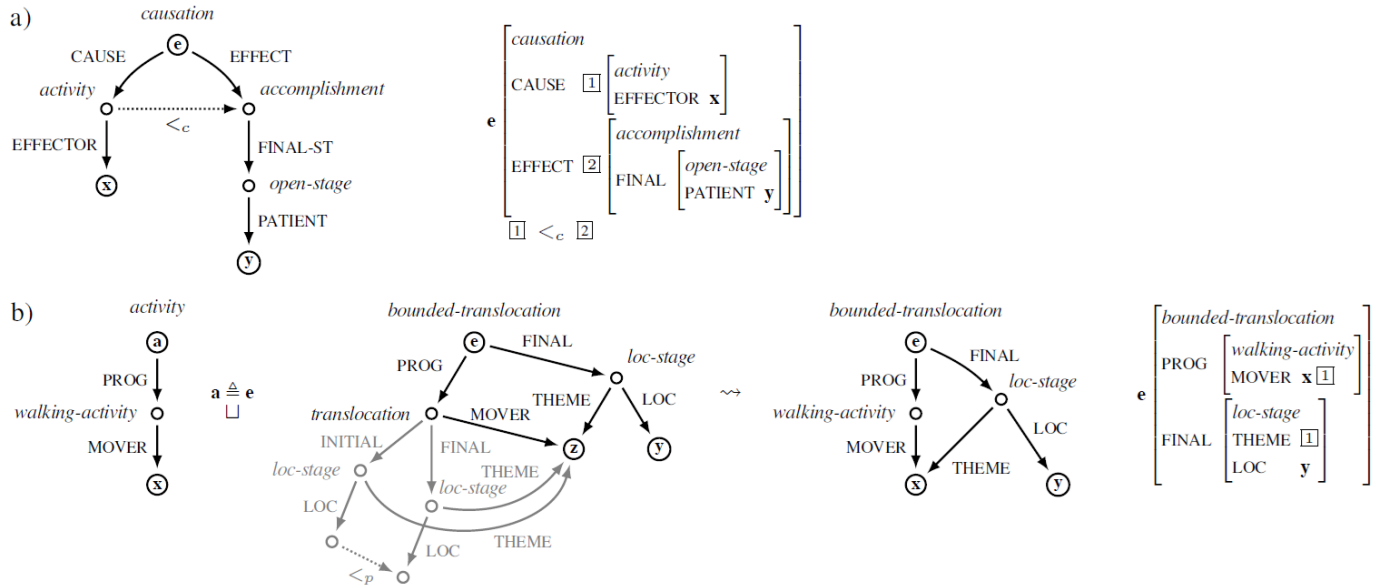 a)
causation
e
CAUSE
EFFECT
activity
accomplishment
<c
EFFECTOR
FINAL-ST
x
open-stage
PATIENT
y
causation
CAUSE 1 activity
EFFECTOR x
e
accomplishment
EFFECT 2
FINAL open-stage
PATIENT y
1 <c 2
b)
activity
a
PROG
walking-activity
MOVER
x
a ≜ e
⊔
bounded-translocation
e
FINAL
PROG
loc-stage
translocation
MOVER
THEME
LOC
INITIAL
FINAL
z
y
loc-stage
THEME
loc-stage
LOC
LOC
THEME
<p
⇝
bounded-translocation
e
FINAL
PROG
loc-stage
walking-activity
MOVER
LOC
THEME
x
y
bounded-translocation
PROG walking-activity
MOVER x 1
e
loc-stage
FINAL THEME 1
LOC y